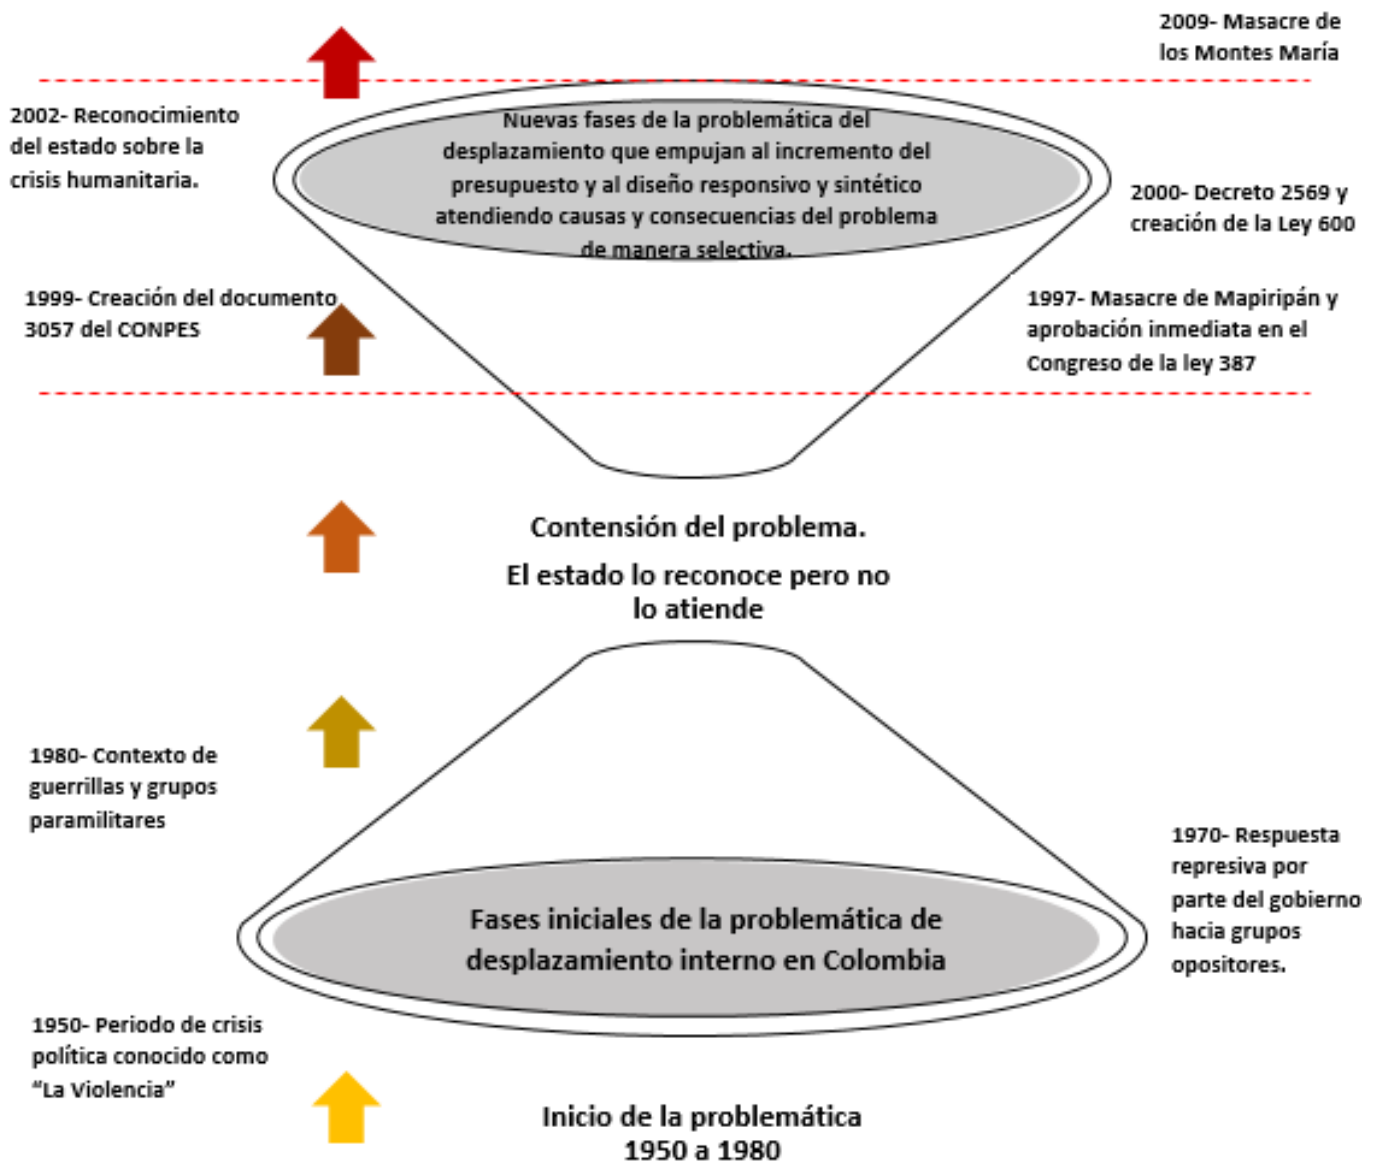 2009- Masacre de
los Montes María
2002- Reconocimiento
del estado sobre la
crisis humanitaria.
Nuevas fases de la problemática del
desplazamiento que empujan al incremento del
presupuesto y al diseño responsivo y sintético
atendiendo causas y consecuencias del problema
de manera selectiva.
2000- Decreto 2569 y
creación de la Ley 600
1999- Creación del documento
3057 del CONPES
1997- Masacre de Mapiripán y
aprobación inmediata en el
Congreso de la ley 387
Contensión del problema.
El estado lo reconoce pero no
lo atiende
1980- Contexto de
guerrillas y grupos
paramilitares
1970- Respuesta
represiva por
parte del gobierno
hacia grupos
opositores.
Fases iniciales de la problemática de
desplazamiento interno en Colombia
1950- Periodo de crisis
política conocido como
“La Violencia”
Inicio de la problemática
1950 a 1980